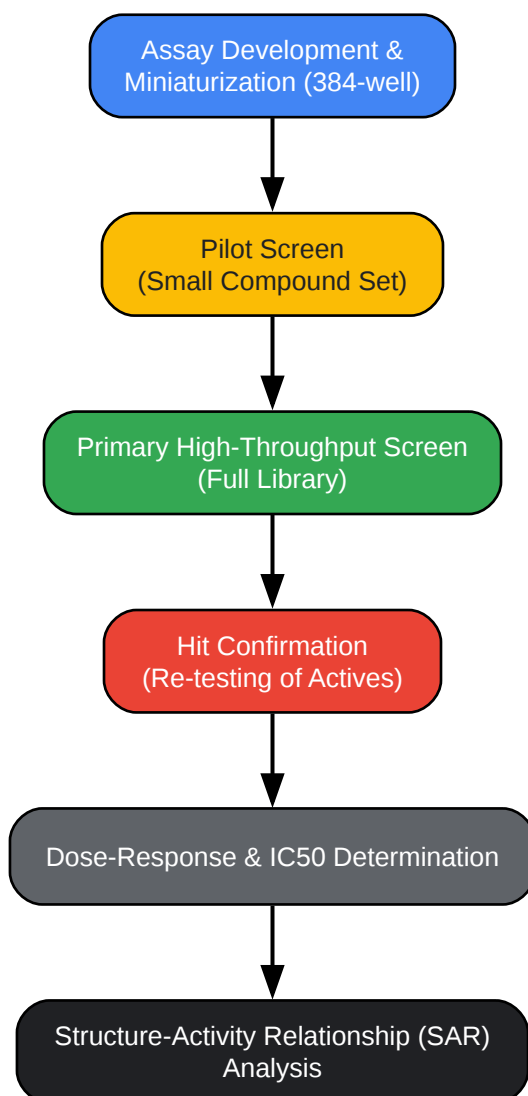 Assay Development &
Miniaturization (384-well)
Pilot Screen
(Small Compound Set)
Primary High-Throughput Screen
(Full Library)
Hit Confirmation
(Re-testing of Actives)
Dose-Response & IC50 Determination
Structure-Activity Relationship (SAR)
Analysis